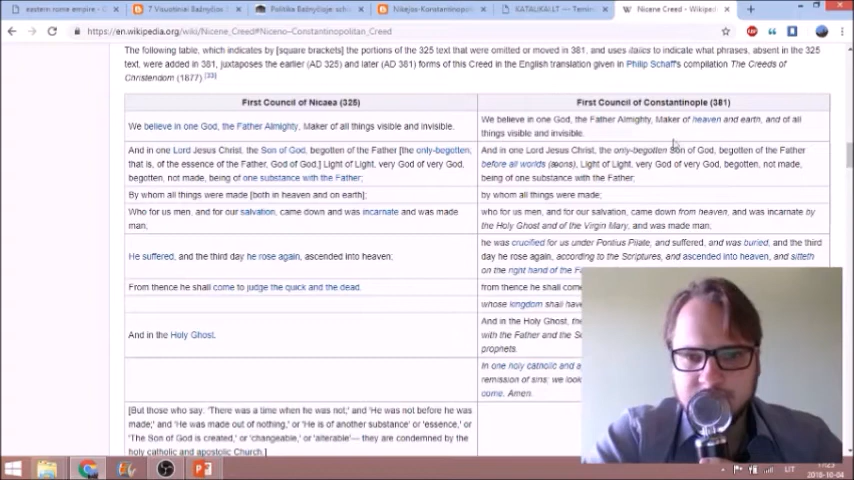 eastern rome empire - G
7 Visuotiniai Bažnyčios
Politika Bažnyčioje: sch
Nikėjos-Konstantinopol
KATALIKAI.LT — Termin
Nicene Creed - Wikiped
https://en.wikipedia.org/wiki/Nicene_Creed#Niceno–Constantinopolitan_Creed
The following table, which indicates by [square brackets] the portions of the 325 text that were omitted or moved in 381, and uses italics to indicate what phrases, absent in the 325
text, were added in 381, juxtaposes the earlier (AD 325) and later (AD 381) forms of this Creed in the English translation given in Philip Schaff's compilation The Creeds of
Christendom (1877).[33]
First Council of Nicaea (325)
First Council of Constantinople (381)
We believe in one God, the Father Almighty, Maker of all things visible and invisible.
We believe in one God, the Father Almighty, Maker of heaven and earth, and of all
things visible and invisible.
And in one Lord Jesus Christ, the Son of God, begotten of the Father [the only-begotten,
that is, of the essence of the Father, God of God,] Light of Light, very God of very God,
begotten, not made, being of one substance with the Father;
And in one Lord Jesus Christ, the only-begotten Son of God, begotten of the Father
before all worlds (æons), Light of Light, very God of very God, begotten, not made,
being of one substance with the Father;
By whom all things were made [both in heaven and on earth];
by whom all things were made;
Who for us men, and for our salvation, came down and was incarnate and was made
man;
who for us men, and for our salvation, came down from heaven, and was incarnate by
the Holy Ghost and of the Virgin Mary, and was made man;
He suffered, and the third day he rose again, ascended into heaven;
he was crucified for us under Pontius Pilate, and suffered, and was buried, and the third
day he rose again, according to the Scriptures, and ascended into heaven, and sitteth
on the right hand of the
From thence he shall come to judge the quick and the dead.
from thence he shall
whose kingdom shall
And in the Holy Ghost.
And in the Holy Ghost,
with the Father and the
prophets.
In one holy catholic and
remission of sins; we
come. Amen.
[But those who say: 'There was a time when he was not;' and 'He was not before he was
made;' and 'He was made out of nothing,' or 'He is of another substance' or 'essence,' or
'The Son of God is created,' or 'changeable,' or 'alterable'— they are condemned by the
holy catholic and apostolic Church.]
LIT
2016-10-04